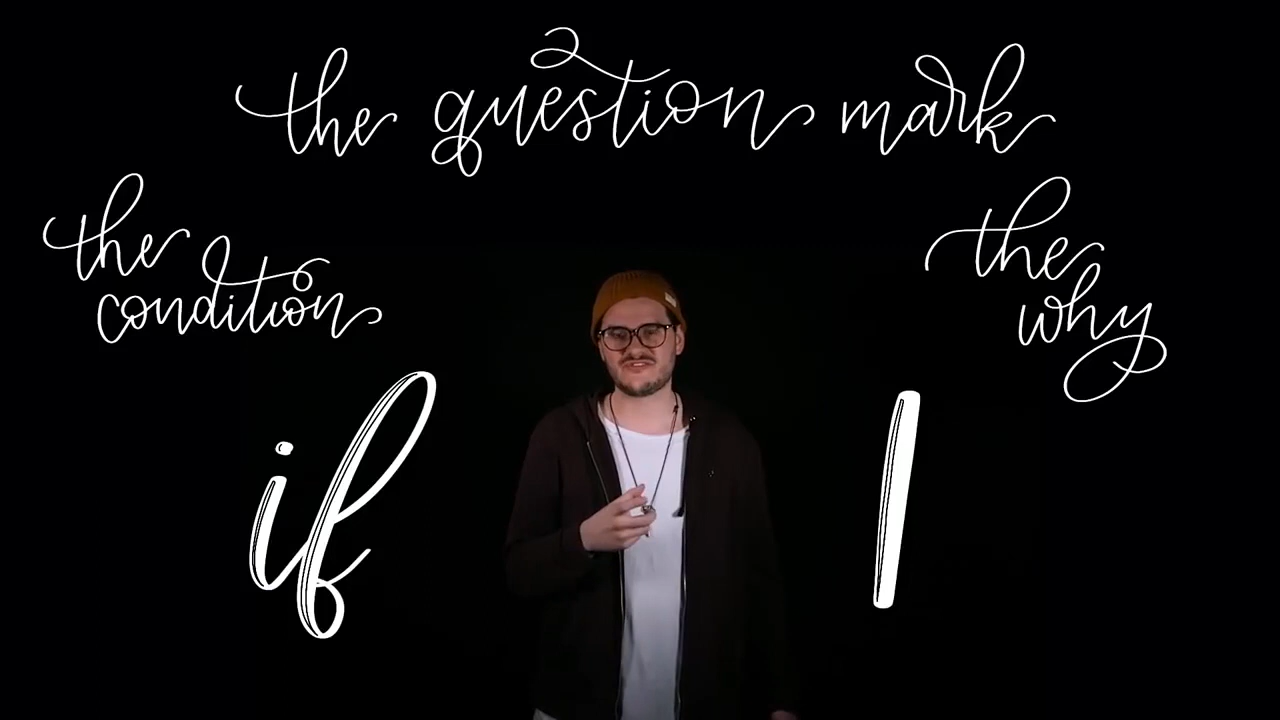 the question mark
the
condition
the
why
if
I